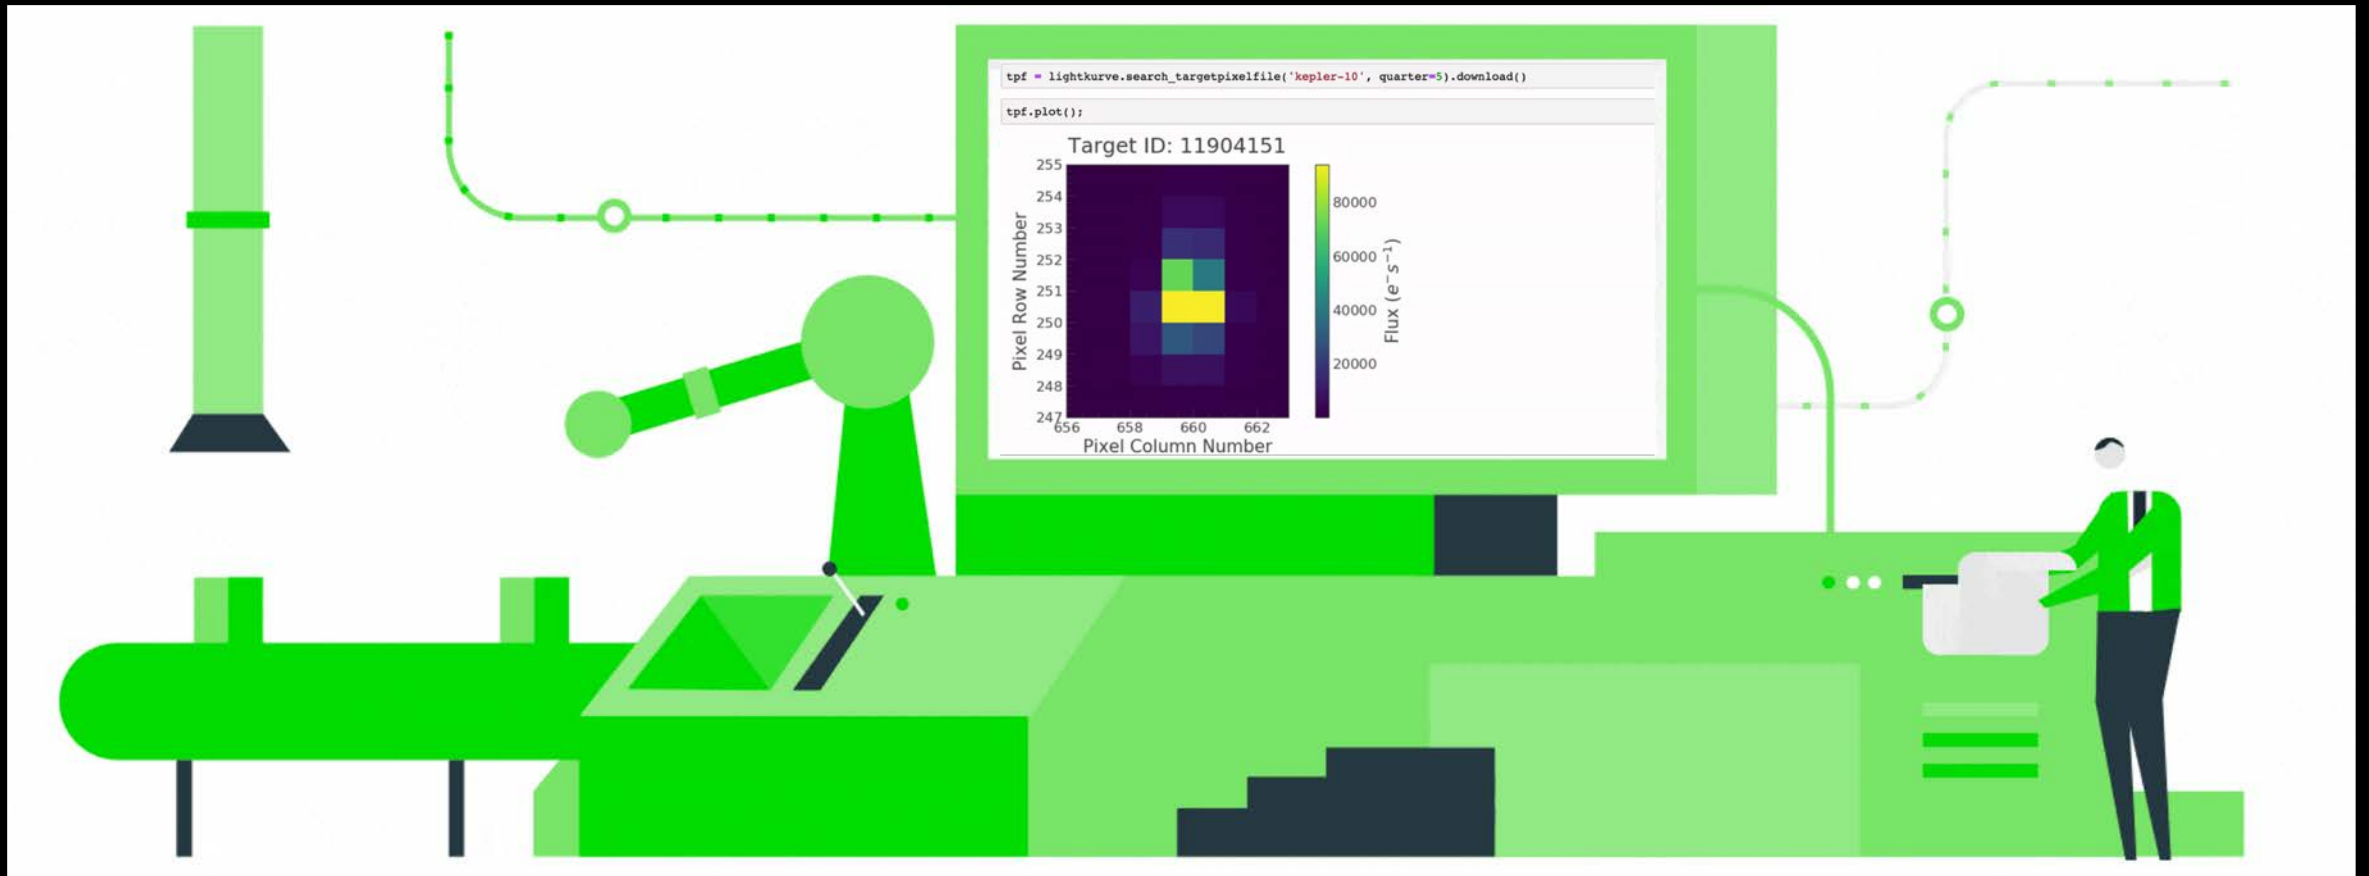 tpf = lightkurve.search_targetpixelfile('kepler-10', quarter=5).download()
tpf.plot();
Target ID: 11904151
255
254
253
252
251
250
249
248
247
Pixel Row Number
656 658 660 662
Pixel Column Number
80000
60000
40000
20000
Flux (e⁻s⁻¹)